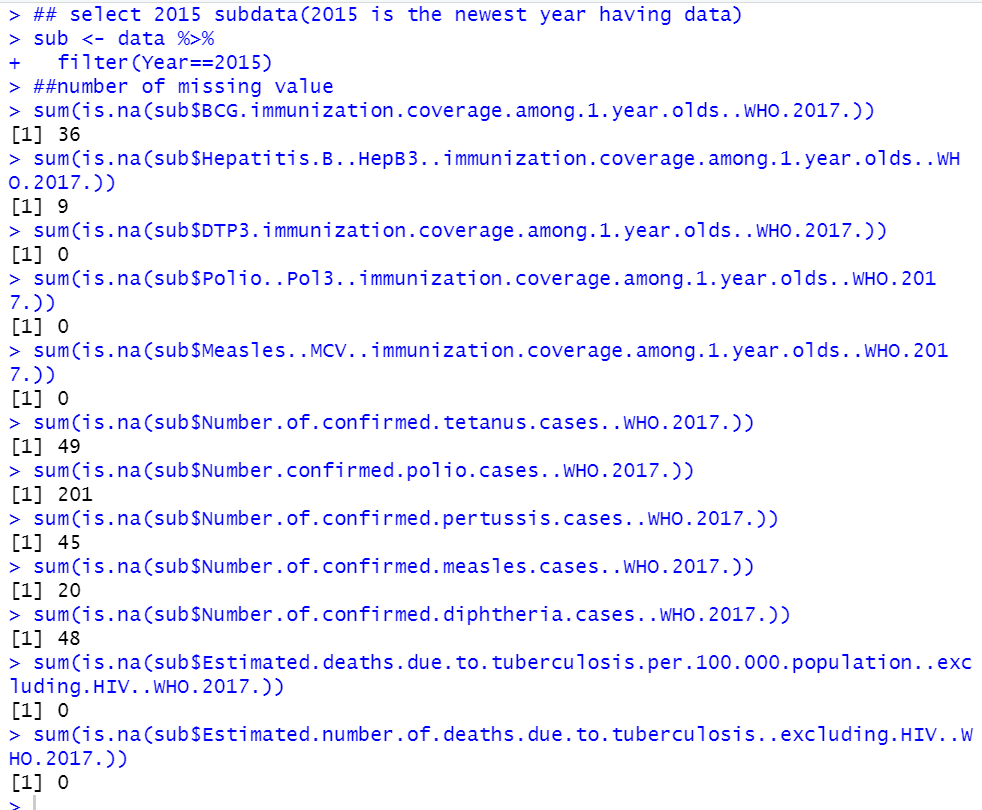 > ## select 2015 subdata(2015 is the newest year having data)
> sub <- data %>%
+   filter(Year==2015)
> ##number of missing value
> sum(is.na(sub$BCG.immunization.coverage.among.1.year.olds..WHO.2017.))
[1] 36
> sum(is.na(sub$Hepatitis.B..HepB3..immunization.coverage.among.1.year.olds..WH
O.2017.))
[1] 9
> sum(is.na(sub$DTP3.immunization.coverage.among.1.year.olds..WHO.2017.))
[1] 0
> sum(is.na(sub$Polio..Pol3..immunization.coverage.among.1.year.olds..WHO.201
7.))
[1] 0
> sum(is.na(sub$Measles..MCV..immunization.coverage.among.1.year.olds..WHO.201
7.))
[1] 0
> sum(is.na(sub$Number.of.confirmed.tetanus.cases..WHO.2017.))
[1] 49
> sum(is.na(sub$Number.confirmed.polio.cases..WHO.2017.))
[1] 201
> sum(is.na(sub$Number.of.confirmed.pertussis.cases..WHO.2017.))
[1] 45
> sum(is.na(sub$Number.of.confirmed.measles.cases..WHO.2017.))
[1] 20
> sum(is.na(sub$Number.of.confirmed.diphtheria.cases..WHO.2017.))
[1] 48
> sum(is.na(sub$Estimated.deaths.due.to.tuberculosis.per.100.000.population..exc
luding.HIV..WHO.2017.))
[1] 0
> sum(is.na(sub$Estimated.number.of.deaths.due.to.tuberculosis..excluding.HIV..W
HO.2017.))
[1] 0
>